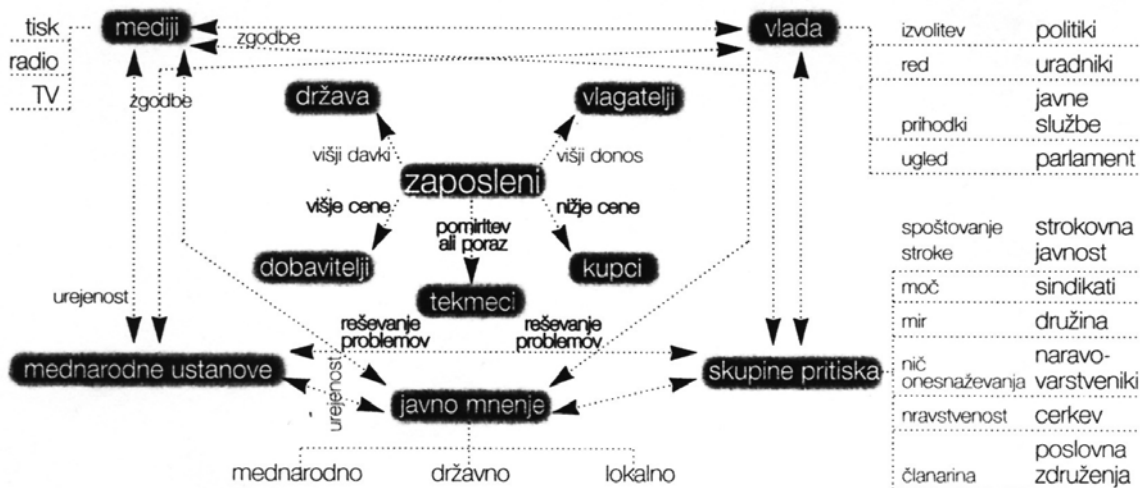 tisk
radio
TV
mediji
zgodbe
zgodbe
vlada
izvolitev politiki
red uradniki
javne
prihodki službe
ugled parlament
država
vlagatelji
višji davki
višji donos
zaposleni
višje cene
nižje cene
pomiritev
ali poraz
dobavitelji
kupci
tekmeci
urejenost
reševanje
problemov
reševanje
problemov
mednarodne ustanove
urejenost
javno mnenje
skupine pritiska
mednarodno
državno
lokalno
spoštovanje strokovna
stroke javnost
moč sindikati
mir družina
nič naravo-
onesnaževanja varstveniki
nravstvenost cerkev
poslovna
članarina združenja